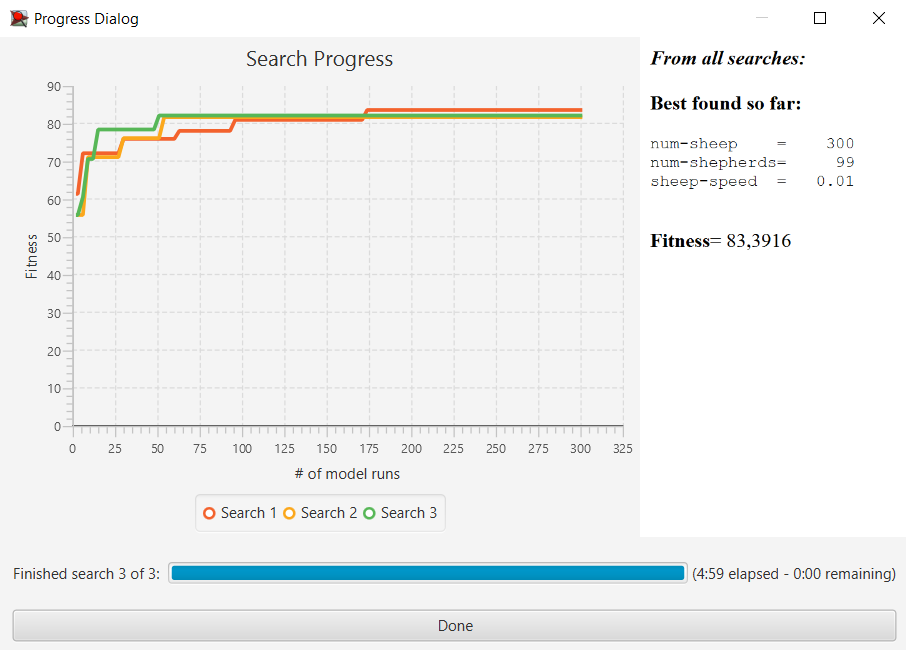 Progress Dialog
Search Progress
90
80
70
60
50
40
30
20
10
0
Fitness
0 25 50 75 100 125 150 175 200 225 250 275 300 325
# of model runs
Search 1 Search 2 Search 3
From all searches:
Best found so far:
num-sheep = 300
num-shepherds= 99
sheep-speed = 0.01
Fitness= 83,3916
Finished search 3 of 3: (4:59 elapsed - 0:00 remaining)
Done